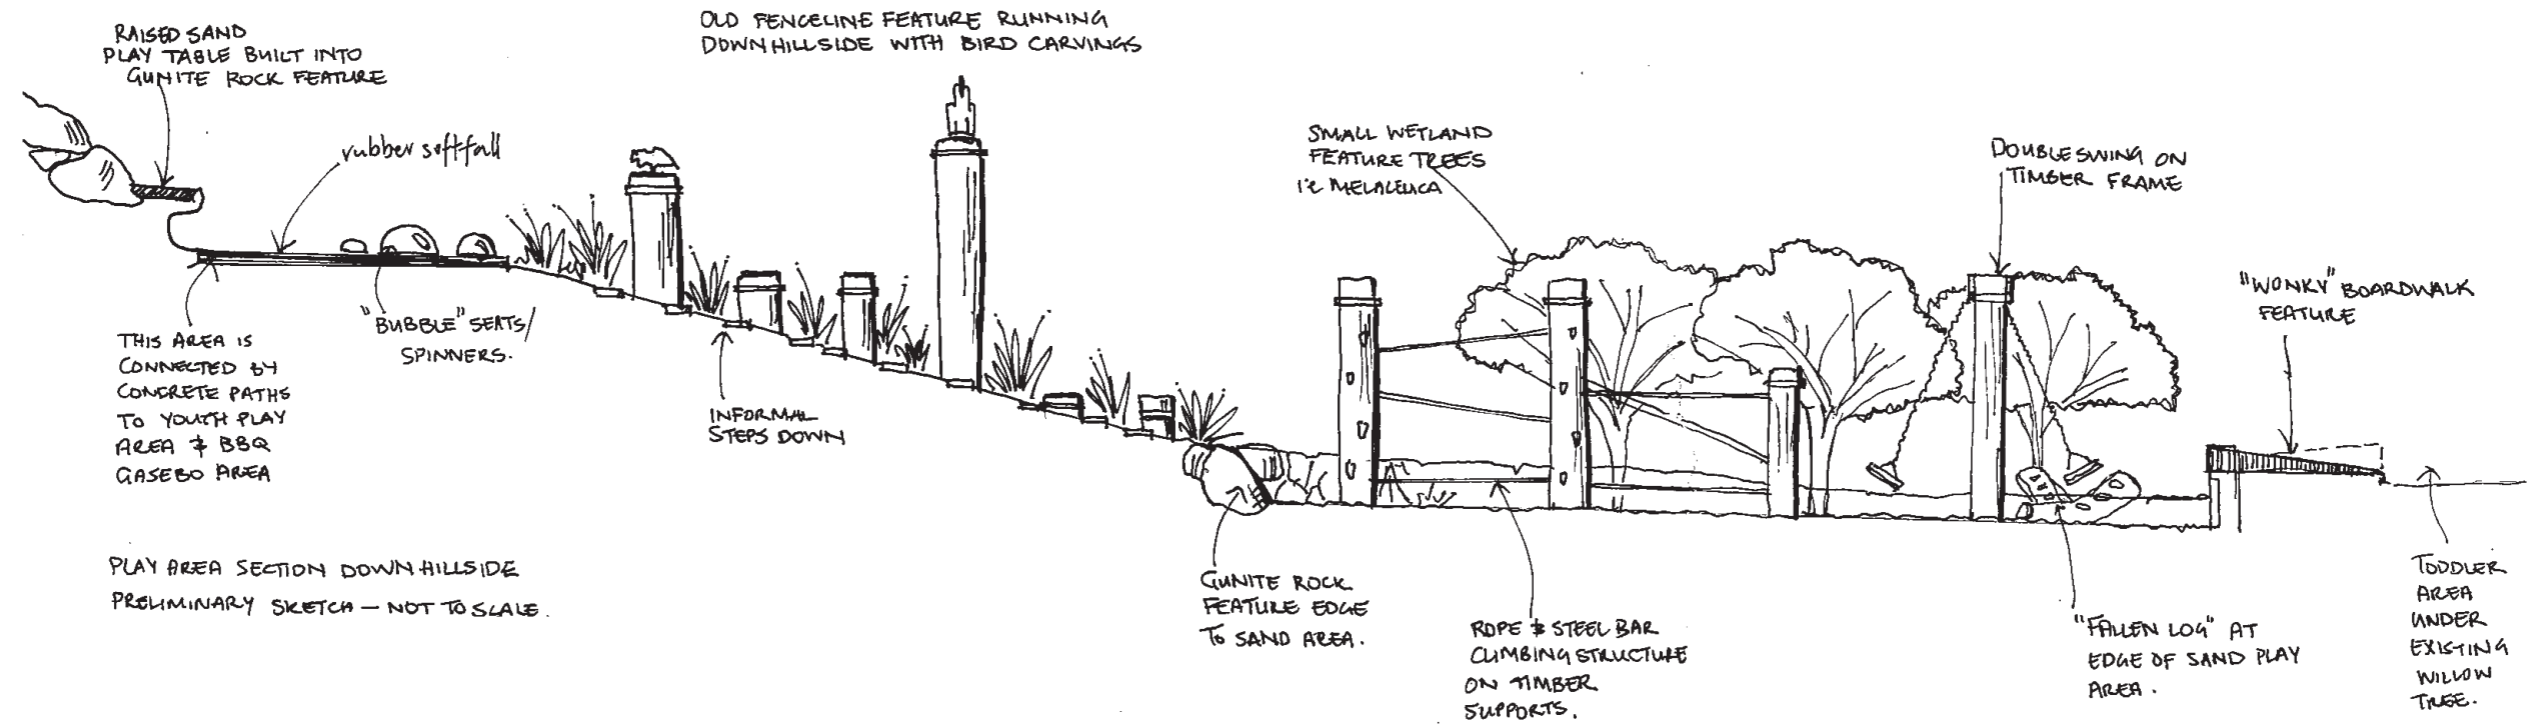 RAISED SAND
PLAY TABLE BUILT INTO
GUNITE ROCK FEATURE
rubber softfall
OLD FENCELINE FEATURE RUNNING
DOWN HILLSIDE WITH BIRD CARVINGS
SMALL WETLAND
FEATURE TREES
i.e MELALEUCA
DOUBLE SWING ON
TIMBER FRAME
"WONKY" BOARDWALK
FEATURE
THIS AREA IS
CONNECTED BY
CONCRETE PATHS
TO YOUTH PLAY
AREA & BBQ
GASEBO AREA
"BUBBLE" SEATS/
SPINNERS.
INFORMAL
STEPS DOWN
PLAY AREA SECTION DOWN HILLSIDE
PRELIMINARY SKETCH - NOT TO SCALE.
GUNITE ROCK
FEATURE EDGE
TO SAND AREA.
ROPE & STEEL BAR
CLIMBING STRUCTURE
ON TIMBER
SUPPORTS.
"FALLEN LOG" AT
EDGE OF SAND PLAY
AREA.
TODDLER
AREA
UNDER
EXISTING
WILLOW
TREE.